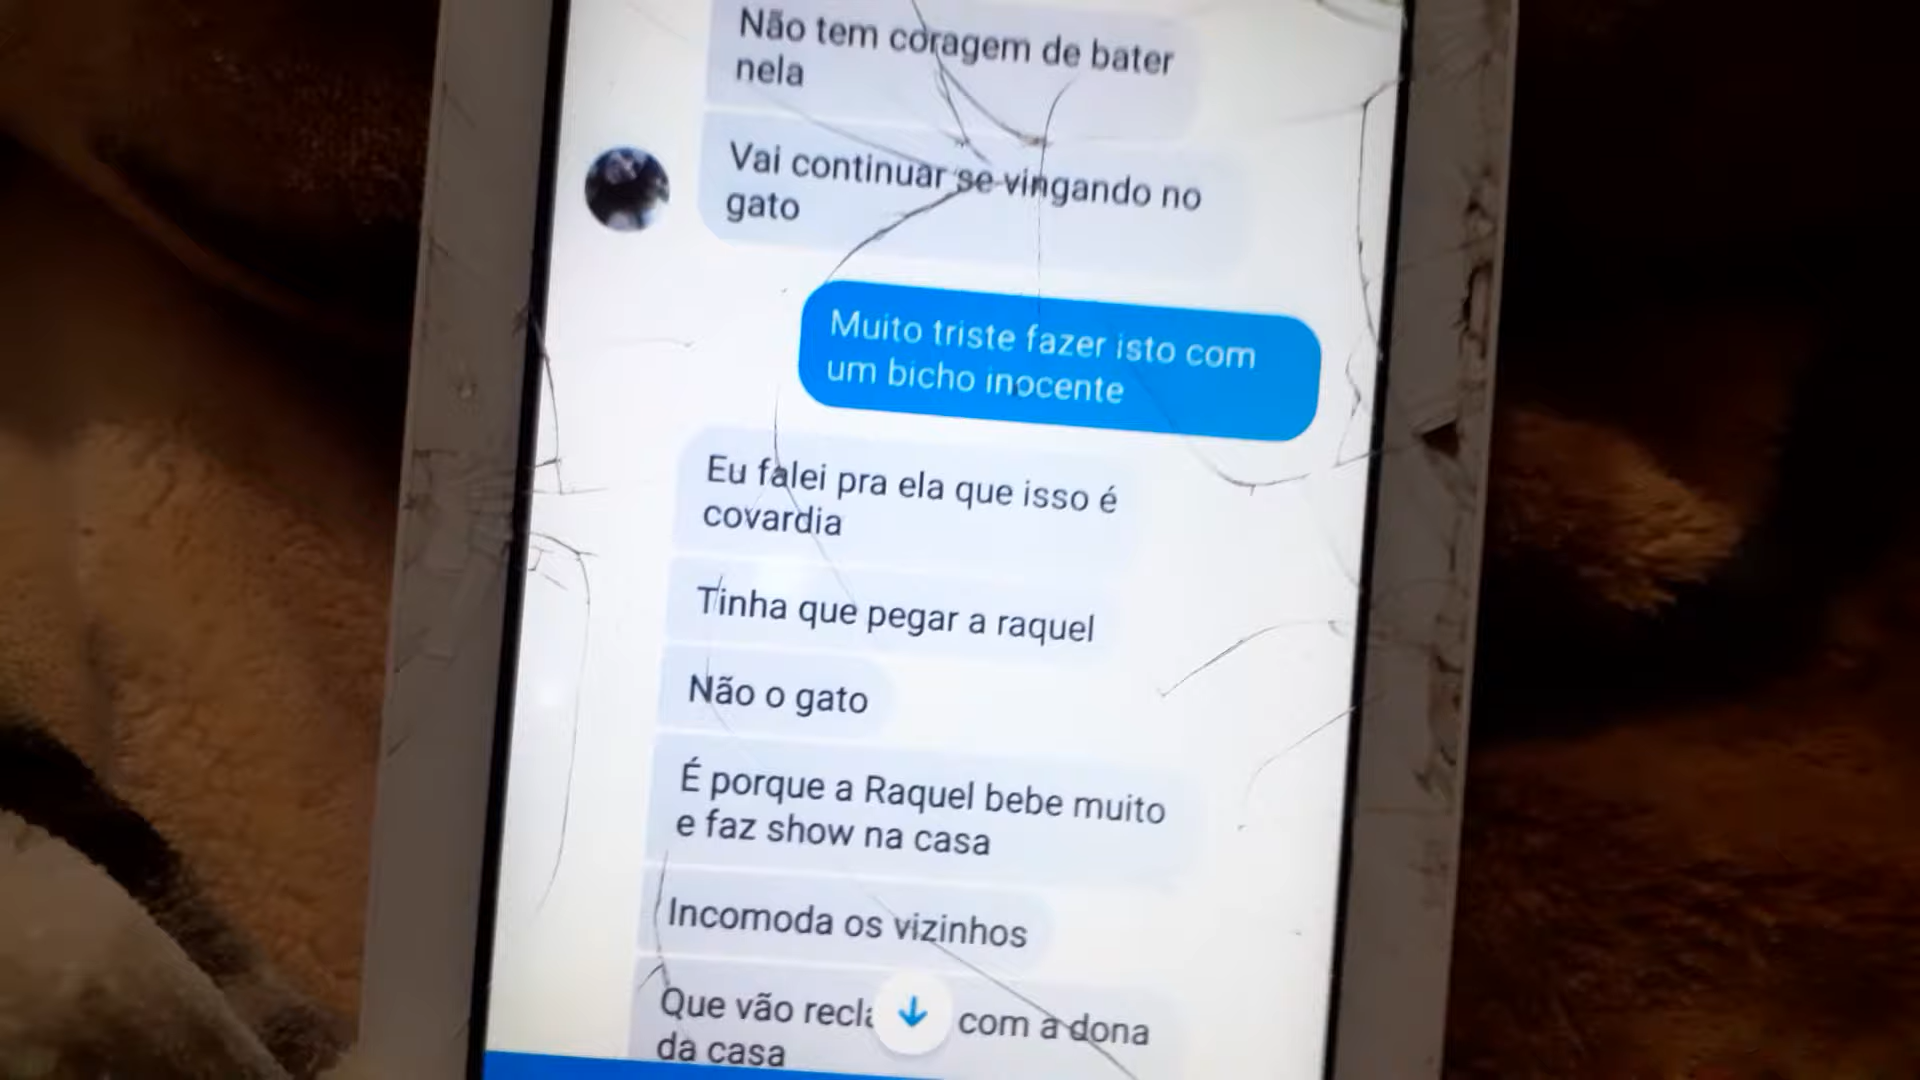 Não tem coragem de bater
nela
Vai continuar se vingando no
gato
Muito triste fazer isto com
um bicho inocente
Eu falei pra ela que isso é
covardia
Tinha que pegar a raquel
Não o gato
É porque a Raquel bebe muito
e faz show na casa
Incomoda os vizinhos
Que vão com a dona
da casa